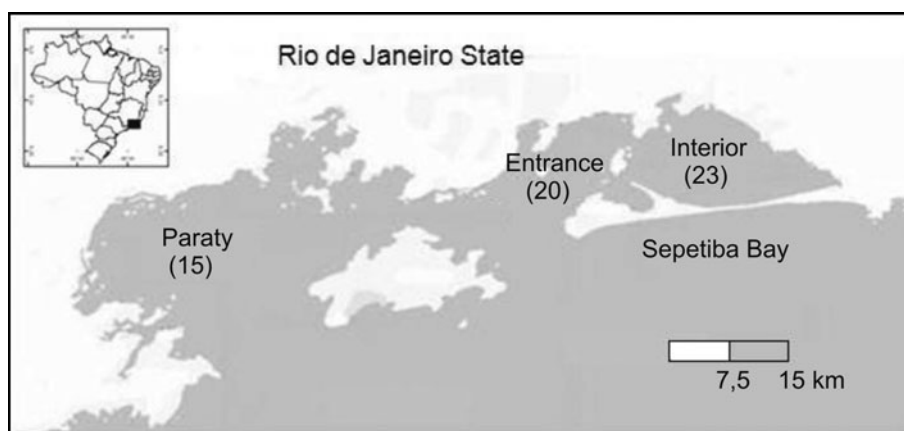 Rio de Janeiro State
Entrance
(20)
Interior
(23)
Paraty
(15)
Sepetiba Bay
7,5 15 km